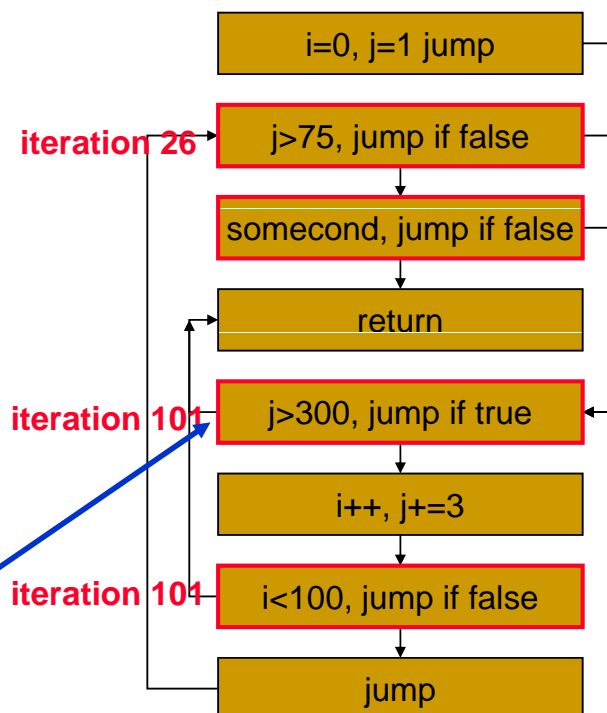 i=0, j=1 jump
iteration 26
j>75, jump if false
somecond, jump if false
return
iteration 101
j>300, jump if true
i++, j+=3
iteration 101
i<100, jump if false
jump